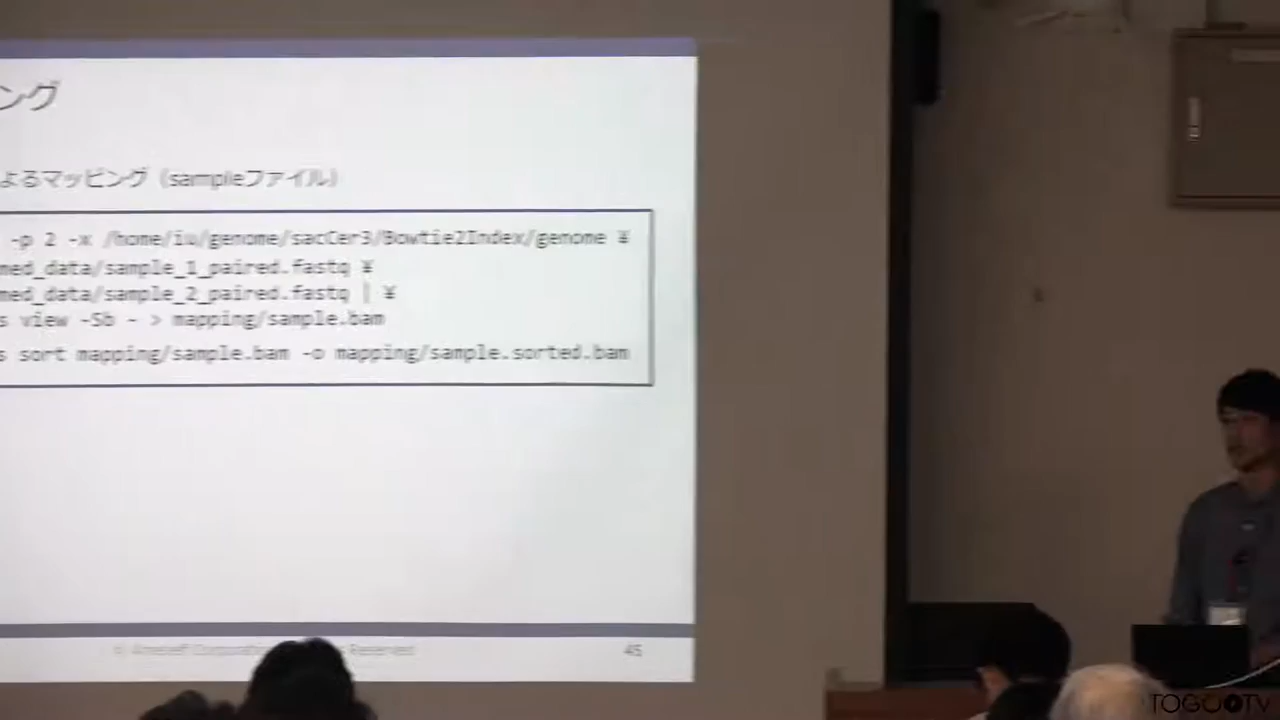 ング
よるマッピング（sampleファイル）
-p 2 -x /home/iu/genome/sacCer3/Bowtie2Index/genome ¥
med_data/sample_1_paired.fastq ¥
med_data/sample_2_paired.fastq | ¥
s view -Sb - > mapping/sample.bam
s sort mapping/sample.bam -o mapping/sample.sorted.bam
Reserved
45
TOGOTV